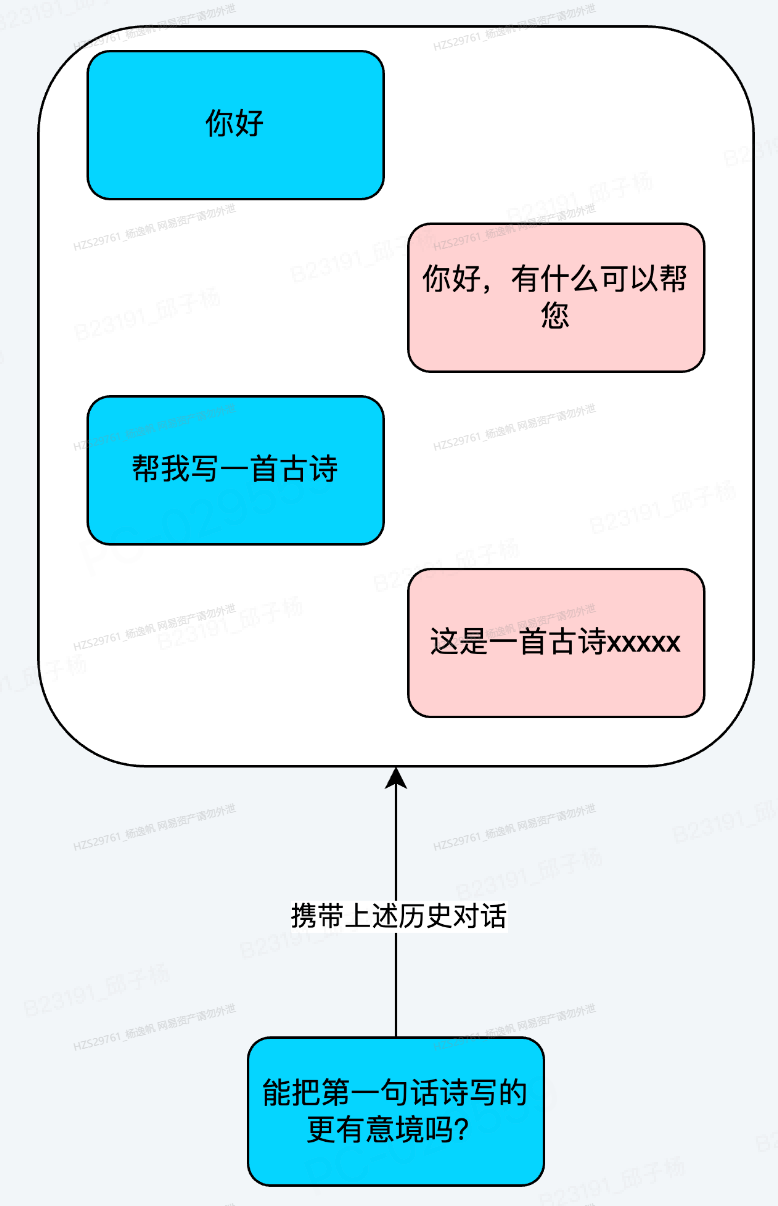 你好
你好，有什么可以帮
您
帮我写一首古诗
这是一首古诗xxxxx
携带上述历史对话
能把第一句话诗写的
更有意境吗？
HZS29761_杨逸帆 网易资产请勿外泄
B23191_邱子杨